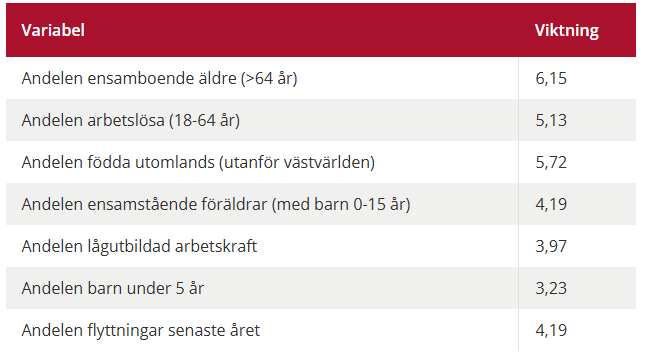 Variabel Viktning
Andelen ensamboende äldre (>64 år) 6,15
Andelen arbetslösa (18-64 år) 5,13
Andelen födda utomlands (utanför västvärlden) 5,72
Andelen ensamstående föräldrar (med barn 0-15 år) 4,19
Andelen lågutbildad arbetskraft 3,97
Andelen barn under 5 år 3,23
Andelen flyttningar senaste året 4,19